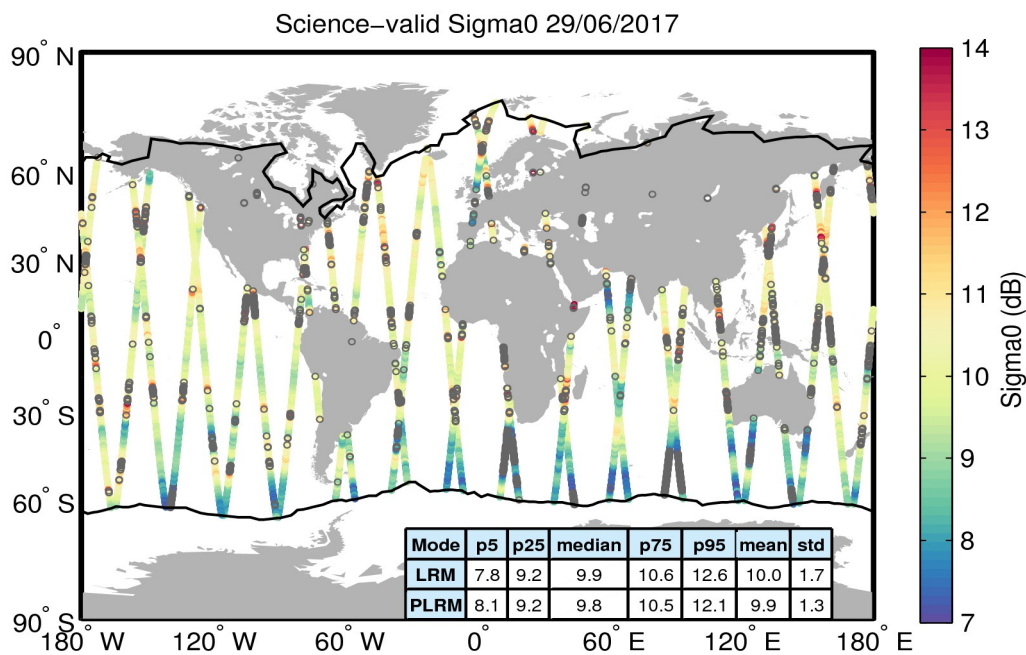 Science−valid Sigma0 29/06/2017
90° N
60° N
30° N
0°
30° S
60° S
90° S
180° W
120° W
60° W
0°
60° E
120° E
180° E
14
13
12
11
10
9
8
7
Sigma0 (dB)
Mode p5 p25 median p75 p95 mean std
LRM 7.8 9.2 9.9 10.6 12.6 10.0 1.7
PLRM 8.1 9.2 9.8 10.5 12.1 9.9 1.3